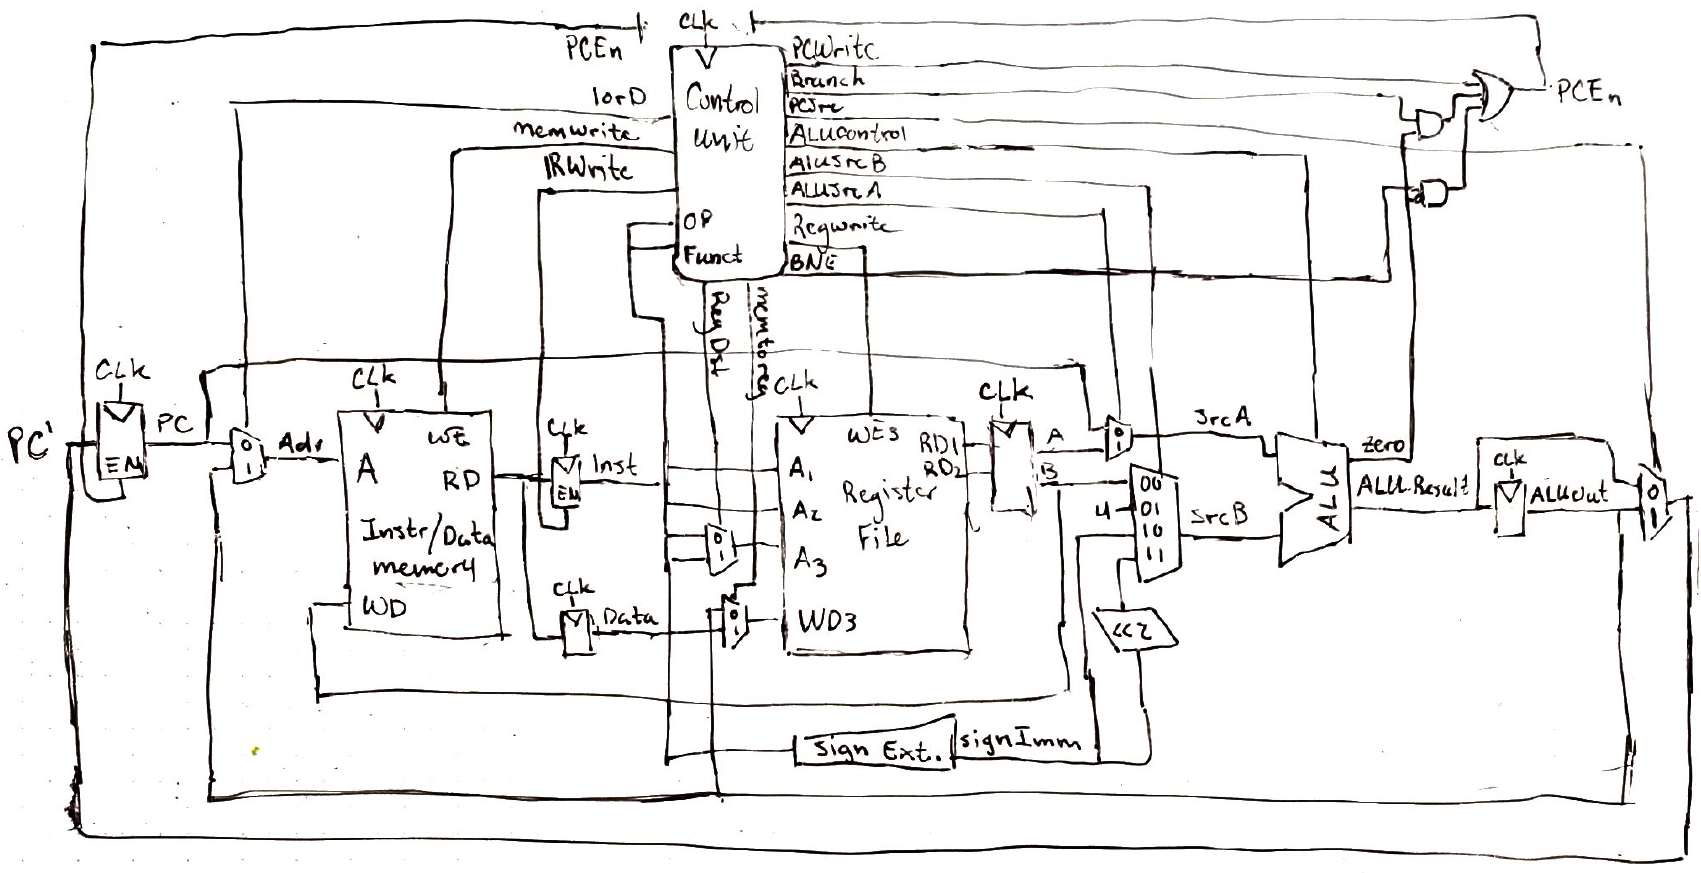 CLK
PCWrite
PCEn
Branch
PCEn
IorD
Control
unit
PCSrc
memwrite
ALUcontrol
IRWrite
AluSrcB
ALUSrcA
OP
Regwrite
Funct
BNE
Reg Dst
memtoreg
CLK
CLK
CLK
CLK
PC'
PC
EN
0
1
Adr
WE
A
RD
Instr/Data
memory
WD
CLK
EN
Inst
CLK
Data
0
1
0
1
WE3
RD1
RD2
A1
A2
A3
Register
File
WD3
A
B
0
1
SrcA
4
00
01
10
11
SrcB
<<2
ALU
zero
ALU Result
CLK
ALUout
0
1
Sign Ext.
signImm